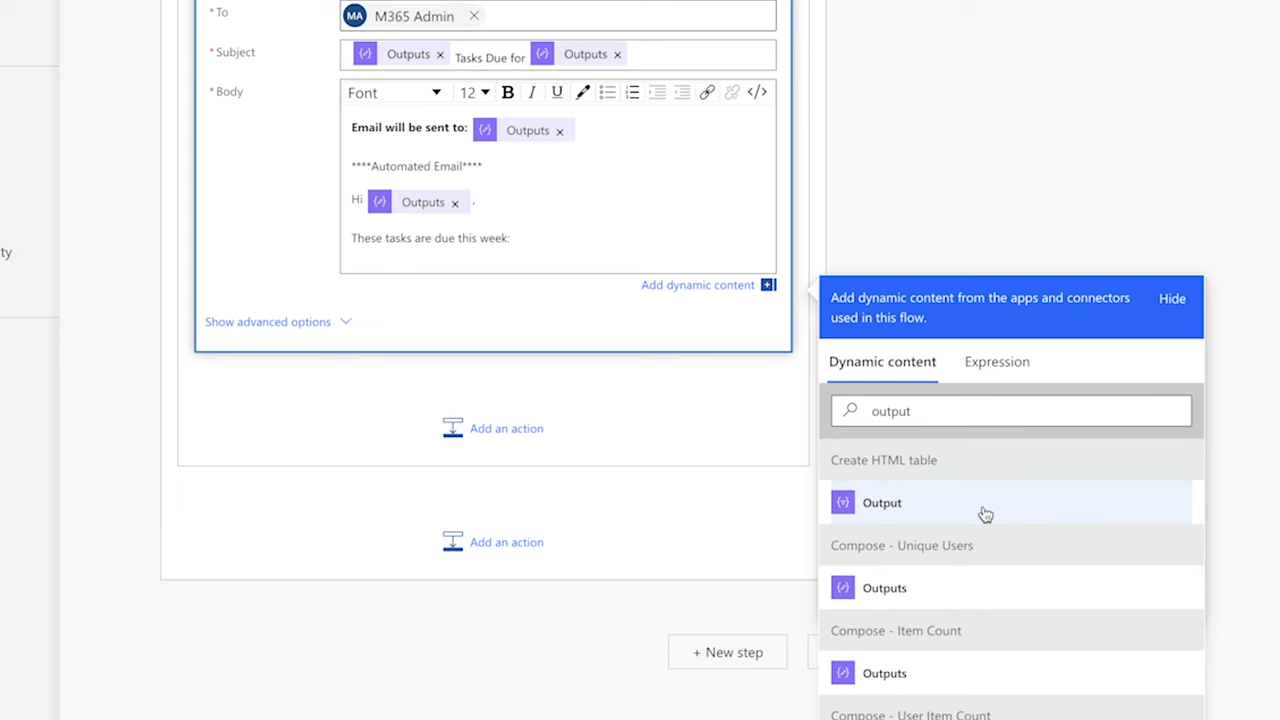 * To
MA M365 Admin ×
* Subject
Outputs × Tasks Due for Outputs ×
* Body
Font 12 B I U </>
Email will be sent to: Outputs ×
****Automated Email****
Hi Outputs × ,
ty
These tasks are due this week:
Add dynamic content
Show advanced options
Add an action
Add an action
+ New step
Add dynamic content from the apps and connectors
used in this flow.
Hide
Dynamic content Expression
output
Create HTML table
Output
Compose - Unique Users
Outputs
Compose - Item Count
Outputs
Compose - User Item Count